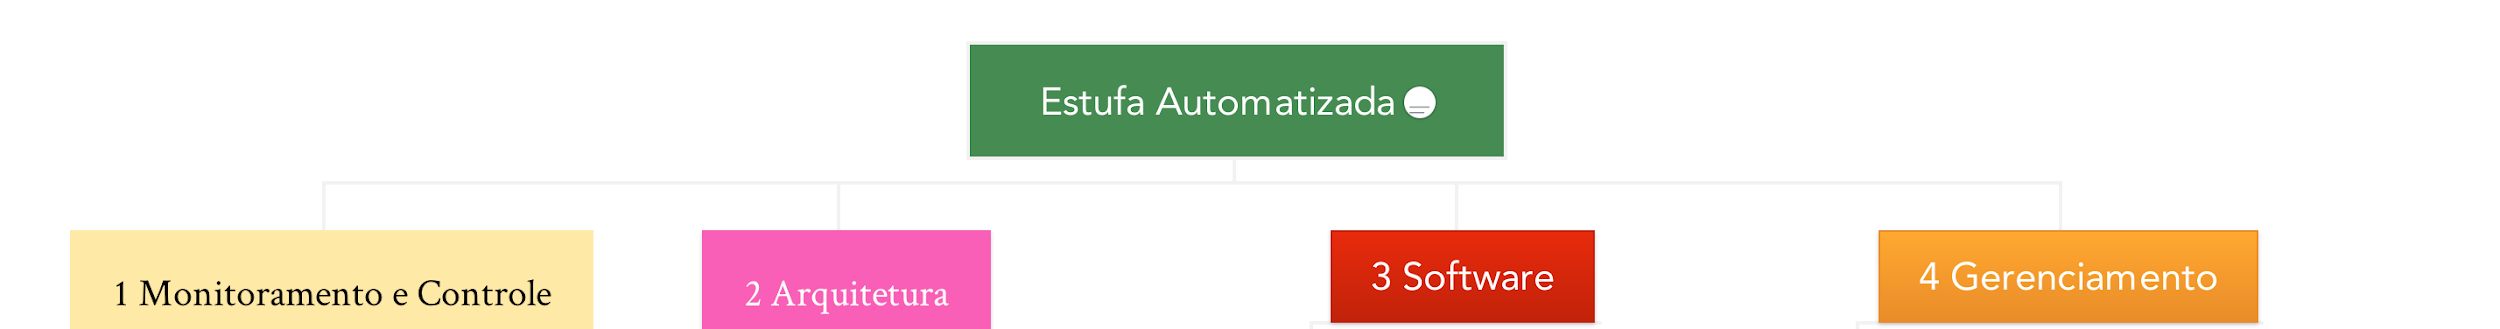 Estufa Automatizada
1 Monitoramento e Controle
2 Arquitetura
3 Software
4 Gerenciamento